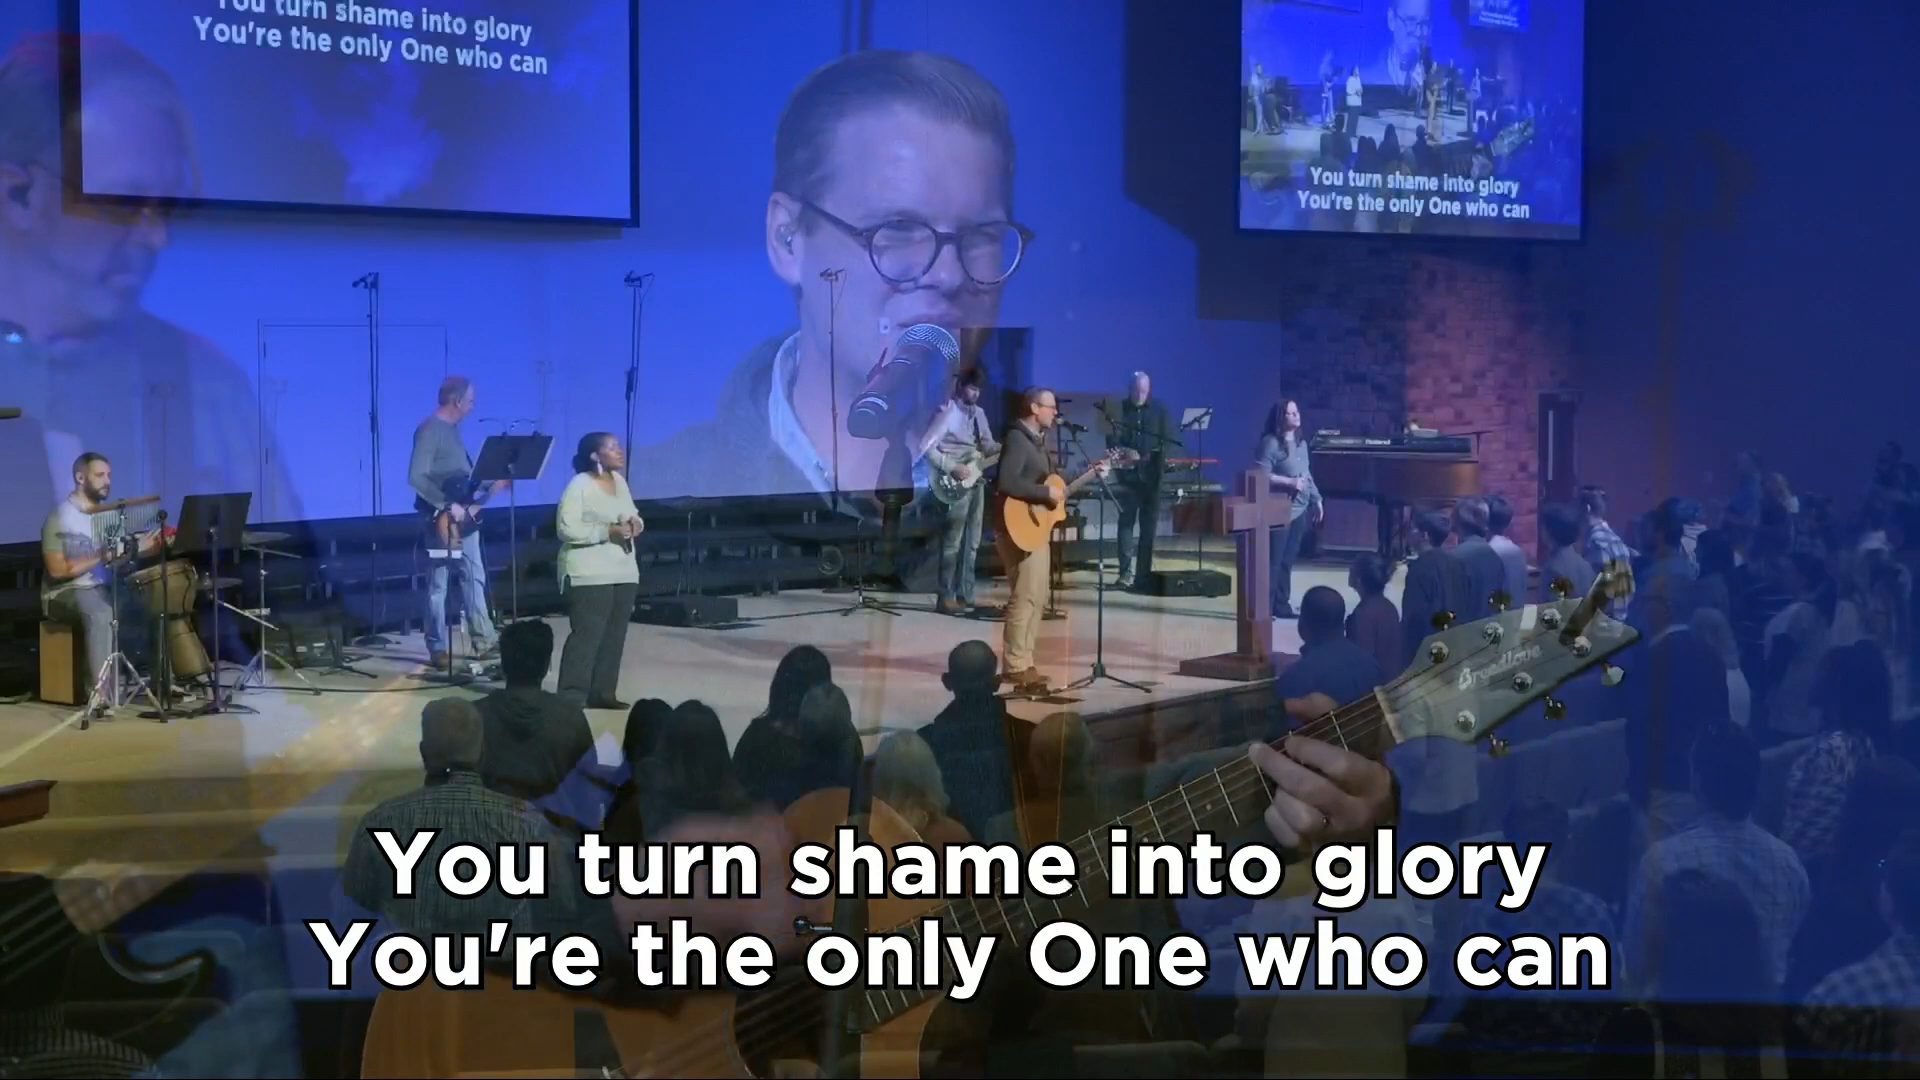 You turn shame into glory
You're the only One who can
You turn shame into glory
You're the only One who can
Roland
Breedlove
You turn shame into glory
You're the only One who can